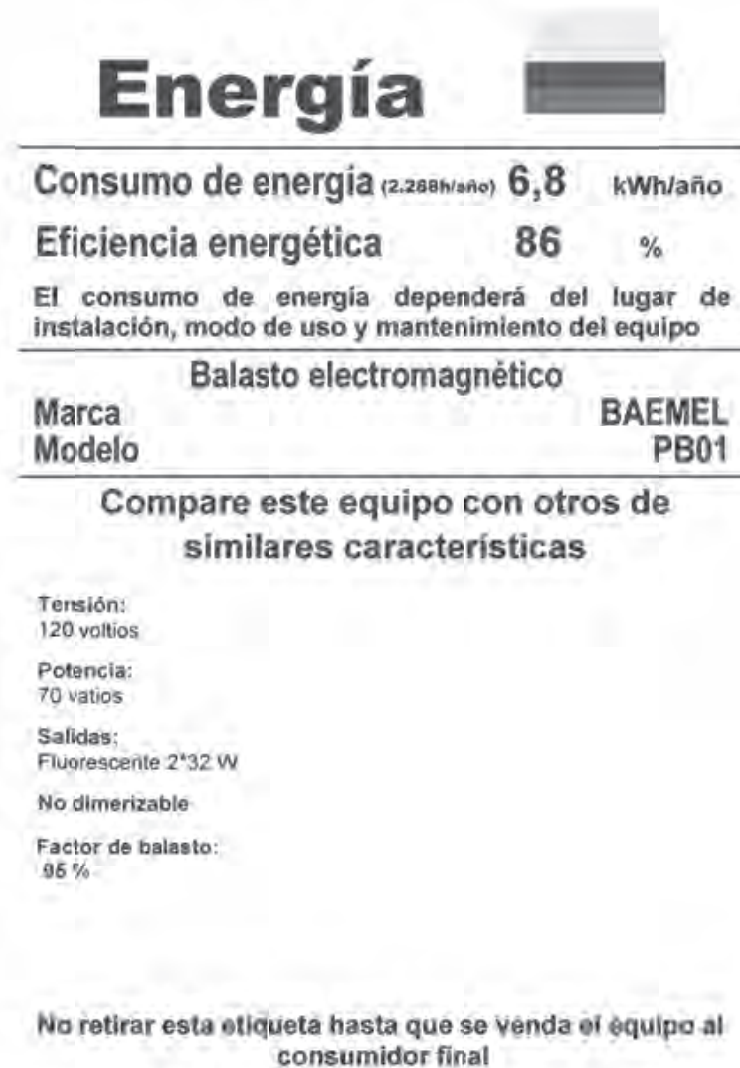 Energía
Consumo de energía (2.288h/año) 6,8 kWh/año
Eficiencia energética 86 %
El consumo de energía dependerá del lugar de
instalación, modo de uso y mantenimiento del equipo
Balasto electromagnético
Marca BAEMEL
Modelo PB01
Compare este equipo con otros de
similares características
Tensión:
120 voltios
Potencia:
70 vatios
Salidas:
Fluorescente 2*32 W
No dimerizable
Factor de balasto:
95 %
No retirar esta etiqueta hasta que se venda el equipo al
consumidor final